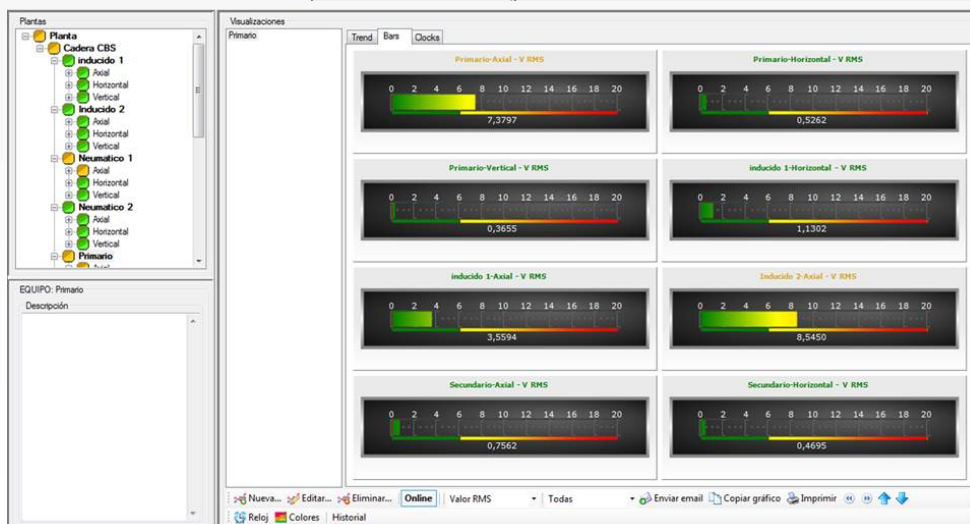 Plantas
Planta
Cadera CBS
inducido 1
Axial
Horizontal
Vertical
Inducido 2
Axial
Horizontal
Vertical
Neumatico 1
Axial
Horizontal
Vertical
Neumatico 2
Axial
Horizontal
Vertical
Primario
EQUIPO: Primario
Descripción
Visualizaciones
Primario
Trend Bars Clocks
Primario-Axial - V RMS
0 2 4 6 8 10 12 14 16 18 20
7,3797
Primario-Horizontal - V RMS
0 2 4 6 8 10 12 14 16 18 20
0,5262
Primario-Vertical - V RMS
0 2 4 6 8 10 12 14 16 18 20
0,3655
inducido 1-Horizontal - V RMS
0 2 4 6 8 10 12 14 16 18 20
1,1302
inducido 1-Axial - V RMS
0 2 4 6 8 10 12 14 16 18 20
3,5594
Inducido 2-Axial - V RMS
0 2 4 6 8 10 12 14 16 18 20
8,5450
Secundario-Axial - V RMS
0 2 4 6 8 10 12 14 16 18 20
0,7562
Secundario-Horizontal - V RMS
0 2 4 6 8 10 12 14 16 18 20
0,4695
Nueva... Editar... Eliminar... Online Valor RMS Todas Enviar email Copiar gráfico Imprimir
Reloj Colores Historial